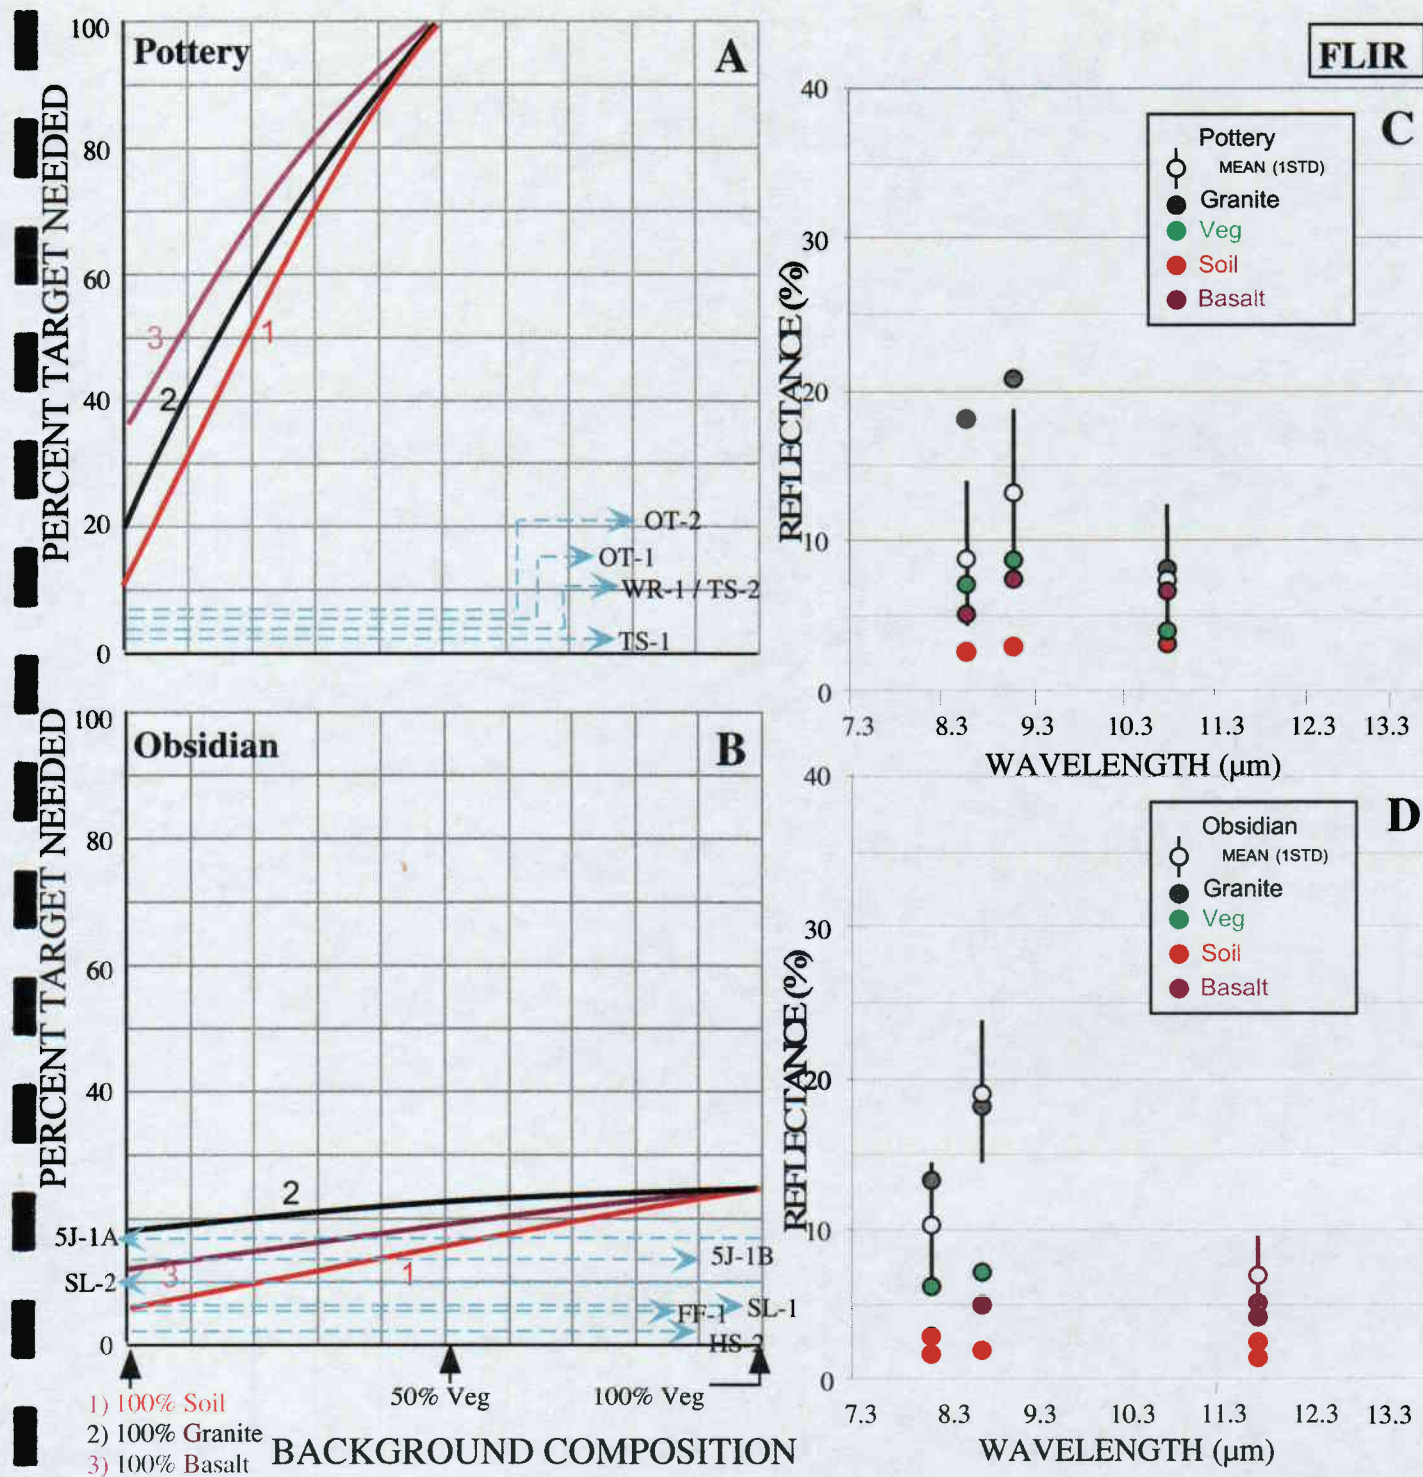 FLIR
Pottery
A
PERCENT TARGET NEEDED
100
80
60
40
20
0
3
2
1
OT-2
OT-1
WR-1 / TS-2
TS-1
C
REFLECTANCE (%)
40
30
20
10
0
Pottery
MEAN (1STD)
Granite
Veg
Soil
Basalt
7.3 8.3 9.3 10.3 11.3 12.3 13.3
WAVELENGTH (µm)
Obsidian
B
PERCENT TARGET NEEDED
100
80
60
40
0
2
3
1
5J-1A
5J-1B
SL-2
SL-1
FF-1
HS-2
50% Veg
100% Veg
1) 100% Soil
2) 100% Granite
3) 100% Basalt
BACKGROUND COMPOSITION
D
REFLECTANCE (%)
40
30
20
10
0
Obsidian
MEAN (1STD)
Granite
Veg
Soil
Basalt
7.3 8.3 9.3 10.3 11.3 12.3 13.3
WAVELENGTH (µm)